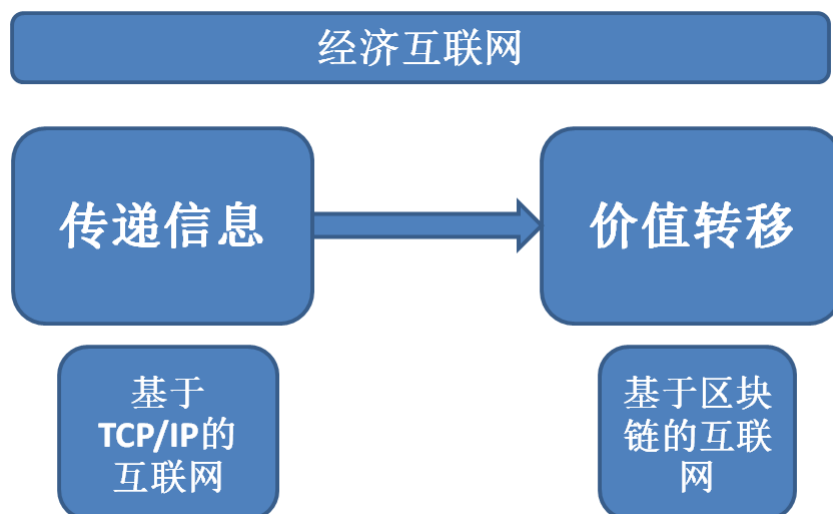 经济互联网
传递信息
价值转移
基于
TCP/IP的
互联网
基于区块
链的互联
网